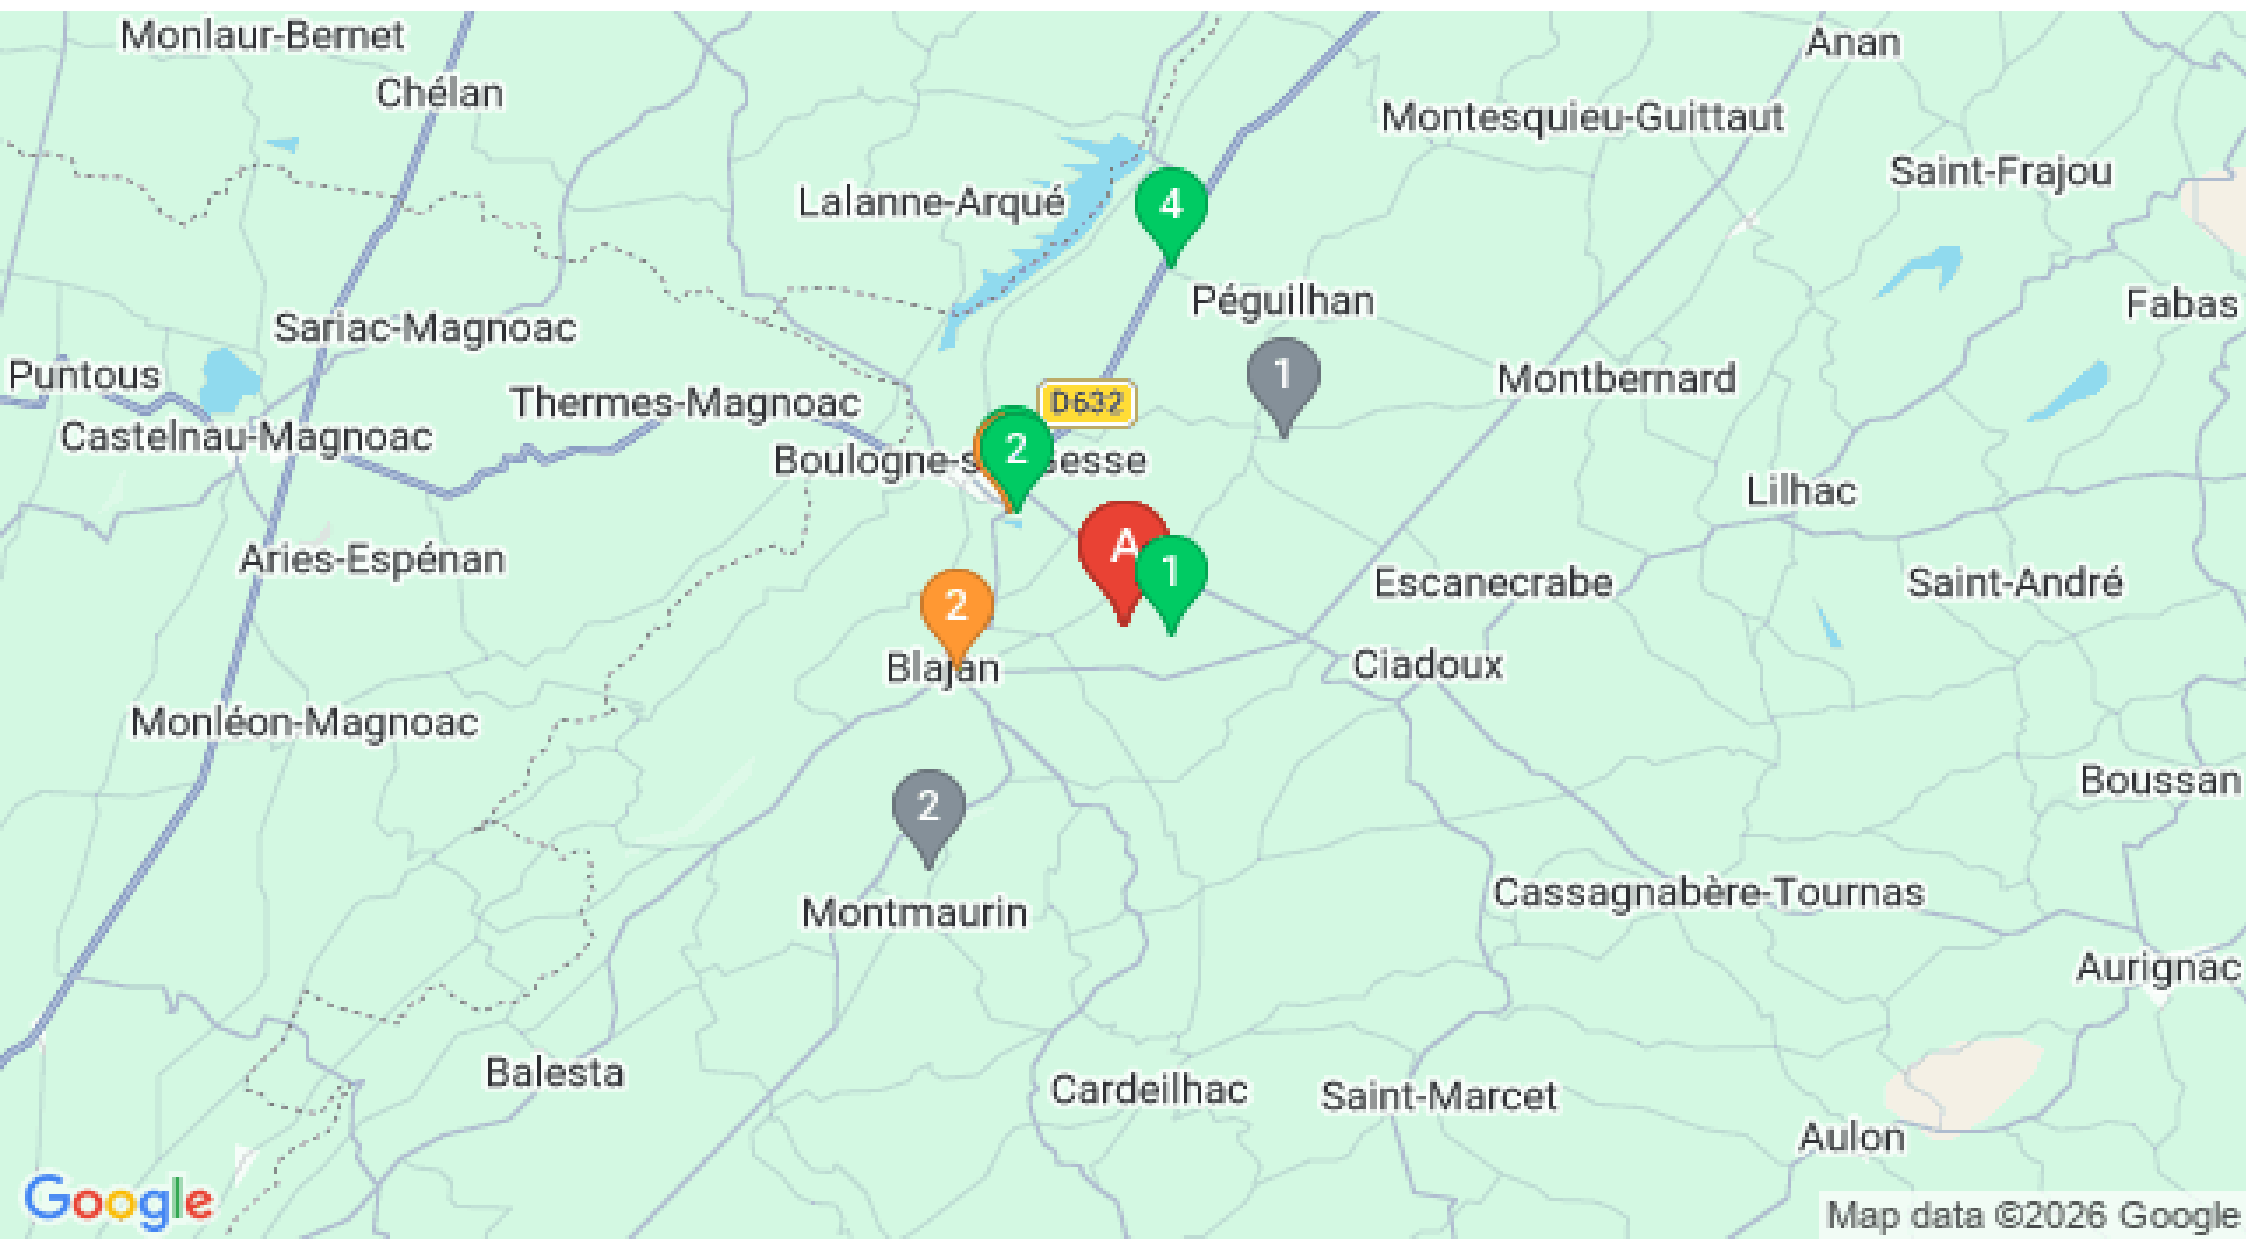 Monlaur-Bernet
Anan
Chélan
Montesquieu-Guittaut
Saint-Frajou
Lalanne-Arqué
4
Péguilhan
Fabas
Sariac-Magnoac
Puntous
1
Montbernard
Thermes-Magnoac
D632
Castelnau-Magnoac
2
Boulogne-s esse
Lilhac
Aries-Espénan
A
1
Escanecrabe
Saint-André
2
Blajan
Ciadoux
Monléon-Magnoac
Boussan
2
Cassagnabère-Tournas
Montmaurin
Aurignac
Balesta
Cardeilhac
Saint-Marcet
Aulon
Google
Map data ©2026 Google